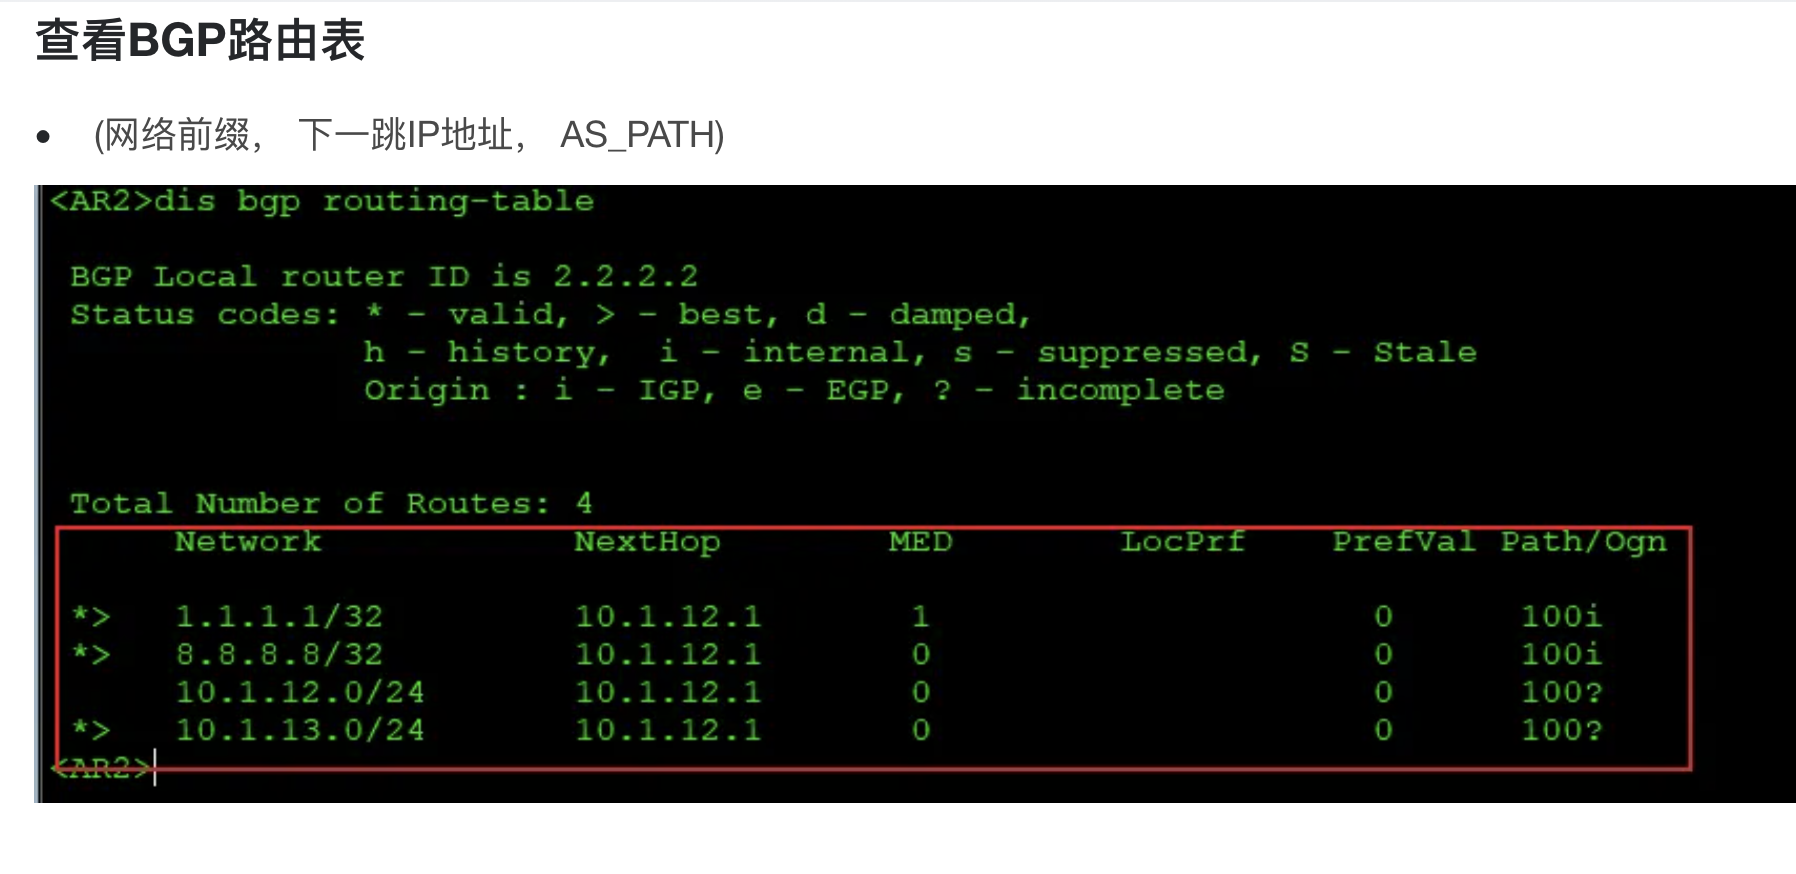 查看BGP路由表
• (网络前缀， 下一跳IP地址， AS_PATH)
<AR2>dis bgp routing-table
BGP Local router ID is 2.2.2.2
Status codes: * - valid, > - best, d - damped,
h - history,  i - internal, s - suppressed, S - Stale
Origin : i - IGP, e - EGP, ? - incomplete
Total Number of Routes: 4
Network NextHop MED LocPrf PrefVal Path/Ogn
*> 1.1.1.1/32 10.1.12.1 1 0 100i
*> 8.8.8.8/32 10.1.12.1 0 0 100i
10.1.12.0/24 10.1.12.1 0 0 100?
*> 10.1.13.0/24 10.1.12.1 0 0 100?
<AR2>